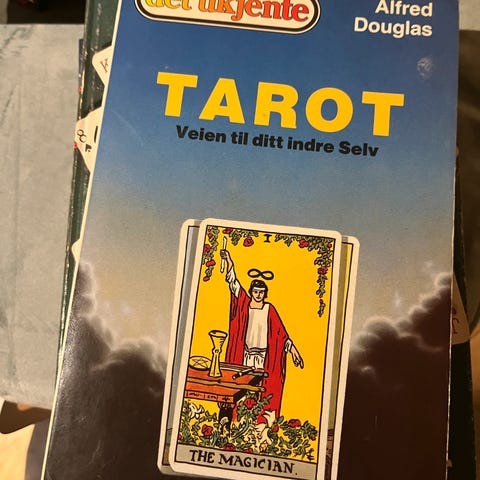 det ukjente
Alfred
Douglas
TAROT
Veien til ditt indre Selv
I
THE MAGICIAN.